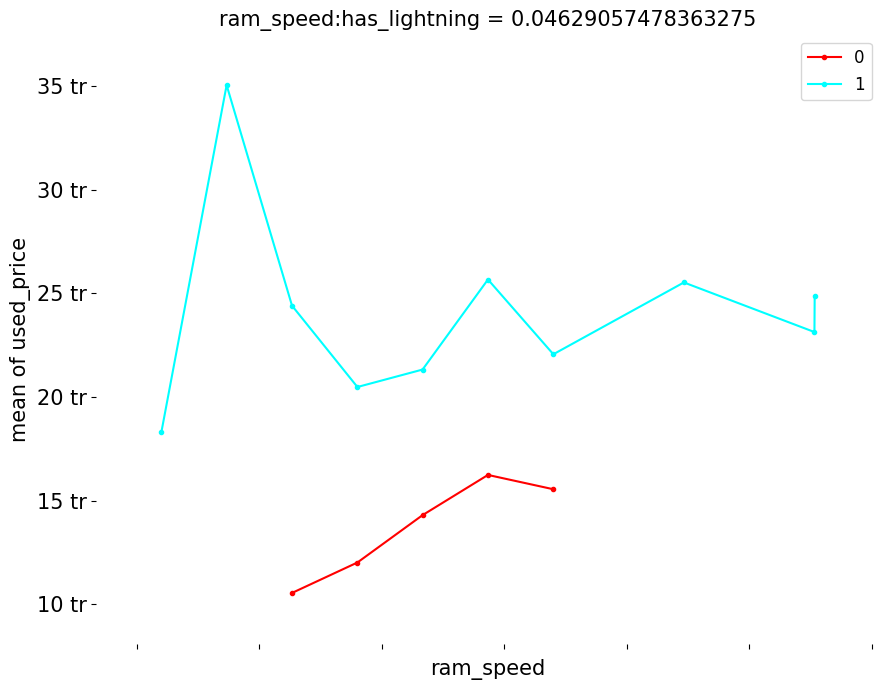 ram_speed:has_lightning = 0.04629057478363275
0
1
35 tr
30 tr
25 tr
20 tr
15 tr
10 tr
mean of used_price
ram_speed